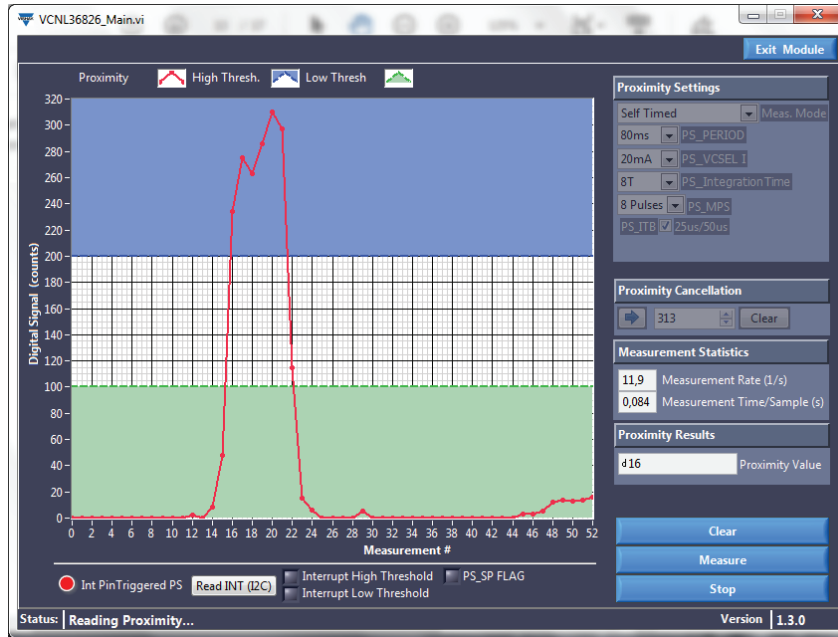 VCNL36826_Main.vi
Exit Module
Proximity High Thresh. Low Thresh
320
300
280
260
240
220
200
180
160
140
120
100
80
60
40
20
0
Digital Signal (counts)
0 2 4 6 8 10 12 14 16 18 20 22 24 26 28 30 32 34 36 38 40 42 44 46 48 50 52
Measurement #
Int PinTriggered PS
Read INT (I2C)
Interrupt High Threshold
Interrupt Low Threshold
PS_SP FLAG
Proximity Settings
Self Timed Meas. Mode
80ms PS_PERIOD
20mA PS_VCSEL I
8T PS_IntegrationTime
8 Pulses PS_MPS
PS_ITB 25us/50us
Proximity Cancellation
313 Clear
Measurement Statistics
11,9 Measurement Rate (1/s)
0,084 Measurement Time/Sample (s)
Proximity Results
d16 Proximity Value
Clear
Measure
Stop
Status: Reading Proximity...
Version 1.3.0